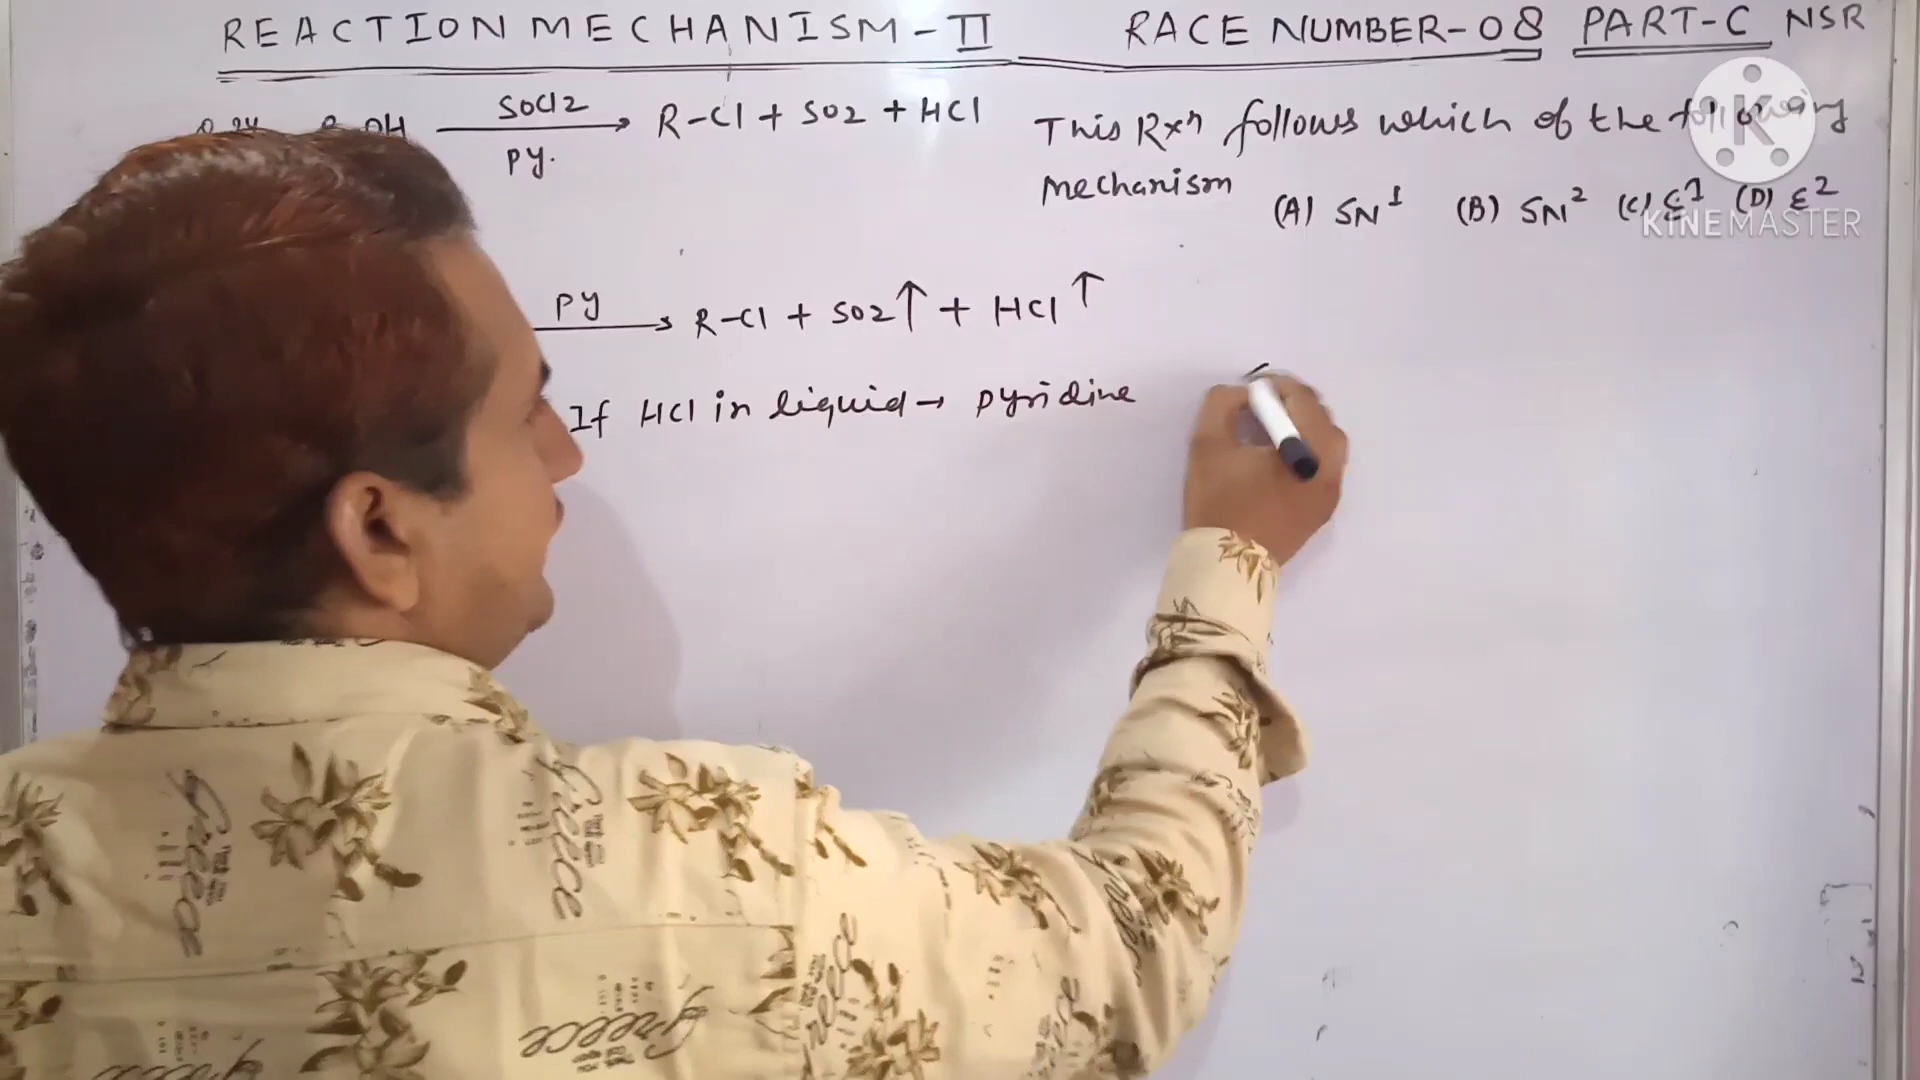 REACTION MECHANISM-II RACE NUMBER-08 PART-C NSR
OH SOCl2 PY. → R-Cl + SO2 + HCl This Rxn follows which of the following
Mechanism (A) SN1 (B) SN2 (C) E1 (D) E2
KINEMASTER
PY → R-Cl + SO2↑ + HCl↑
If HCl in liquid → pyridine